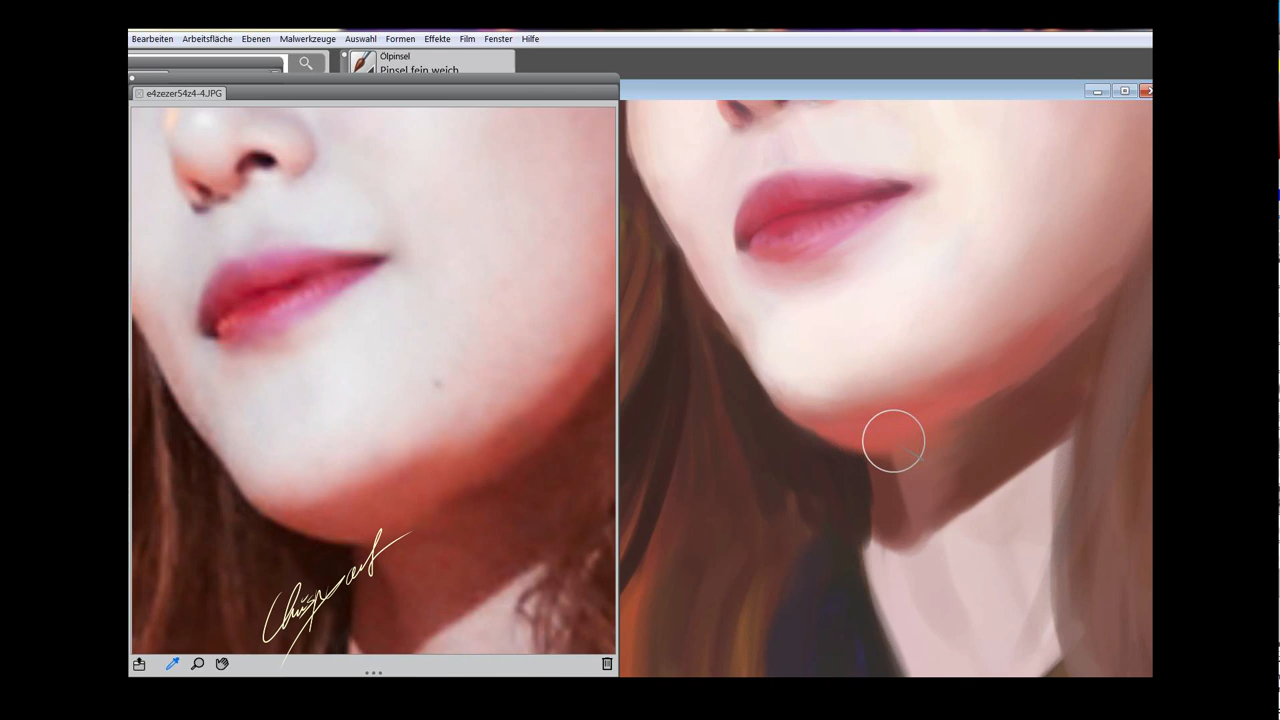 Bearbeiten Arbeitsfläche Ebenen Malwerkzeuge Auswahl Formen Effekte Film Fenster Hilfe
Ölpinsel
Pinsel fein weich
e4zezer54z4-4.JPG